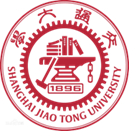 交通大學
1896
SHANGHAI JIAO TONG UNIVERSITY